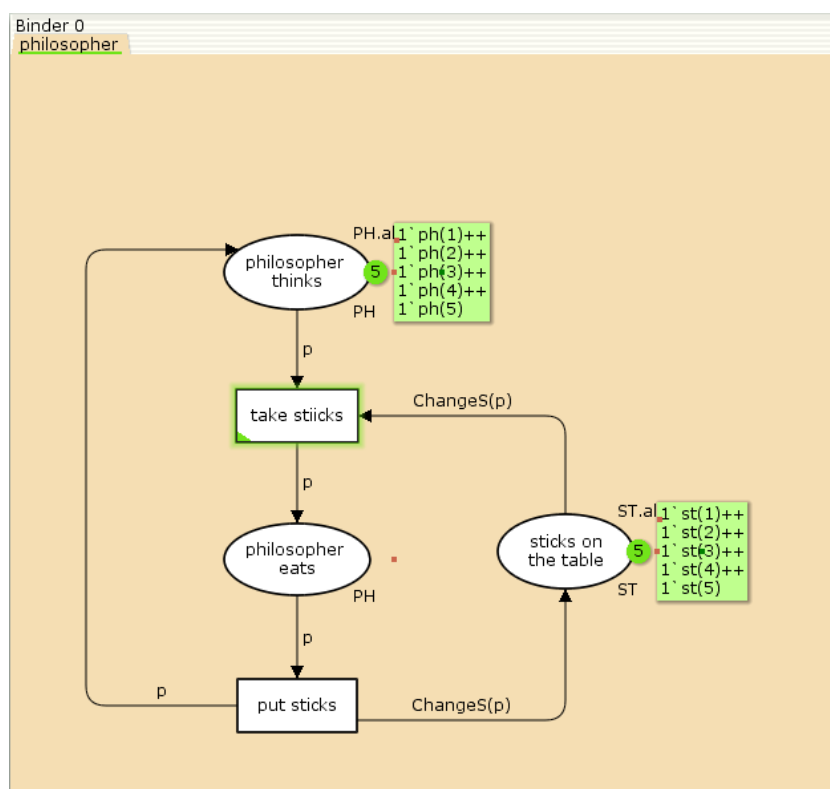 Binder 0
philosopher
PH.al
1`ph(1)++
1`ph(2)++
1`ph(3)++
1`ph(4)++
1`ph(5)
philosopher
thinks
5
PH
p
take stiicks
ChangeS(p)
p
ST.al
1`st(1)++
1`st(2)++
1`st(3)++
1`st(4)++
1`st(5)
philosopher
eats
sticks on
the table
5
PH
ST
p
p
put sticks
ChangeS(p)